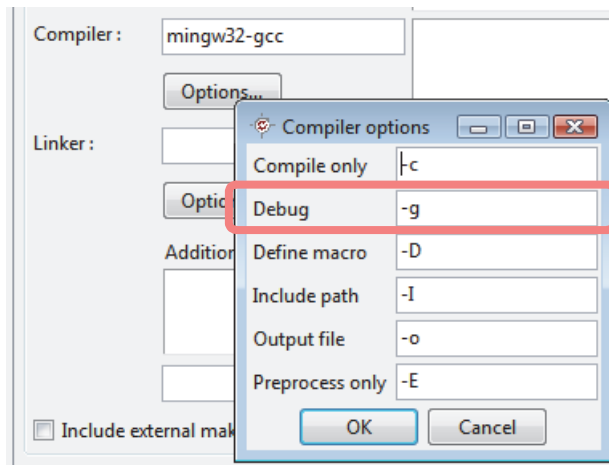 Compiler : mingw32-gcc
Options...
Linker :
Compiler options
Compile only -c
Debug -g
Define macro -D
Include path -I
Output file -o
Preprocess only -E
OK Cancel
Include external mak